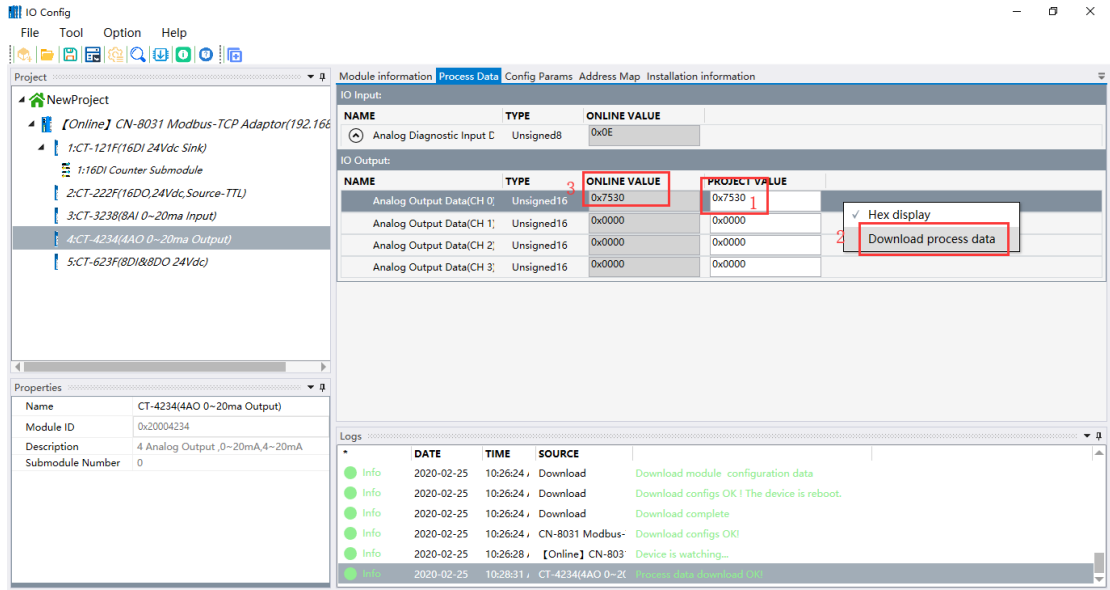 IO Config
File Tool Option Help
Project
Module information Process Data Config Params Address Map Installation information
NewProject
【Online】CN-8031 Modbus-TCP Adaptor(192.168
1:CT-121F(16DI 24Vdc Sink)
1:16DI Counter Submodule
2:CT-222F(16DO,24Vdc,Source-TTL)
3:CT-3238(8AI 0~20ma Input)
4:CT-4234(4AO 0~20ma Output)
5:CT-623F(8DI&8DO 24Vdc)
IO Input:
NAME TYPE ONLINE VALUE
Analog Diagnostic Input D Unsigned8 0x0E
IO Output:
NAME TYPE 3 ONLINE VALUE PROJECT VALUE
Analog Output Data(CH 0) Unsigned16 0x7530 0x7530 1
Analog Output Data(CH 1) Unsigned16 0x0000 0x0000
Analog Output Data(CH 2) Unsigned16 0x0000 0x0000
Analog Output Data(CH 3) Unsigned16 0x0000 0x0000
✓ Hex display
2 Download process data
Properties
Name CT-4234(4AO 0~20ma Output)
Module ID 0x20004234
Description 4 Analog Output ,0~20mA,4~20mA
Submodule Number 0
Logs
* DATE TIME SOURCE
Info 2020-02-25 10:26:24 Download Download module configuration data
Info 2020-02-25 10:26:24 Download Download configs OK ! The device is reboot.
Info 2020-02-25 10:26:24 Download Download complete
Info 2020-02-25 10:26:24 CN-8031 Modbus- Download configs OK!
Info 2020-02-25 10:26:28 【Online】CN-803 Device is watching...
Info 2020-02-25 10:28:31 CT-4234(4AO 0~20 Process data download OK!